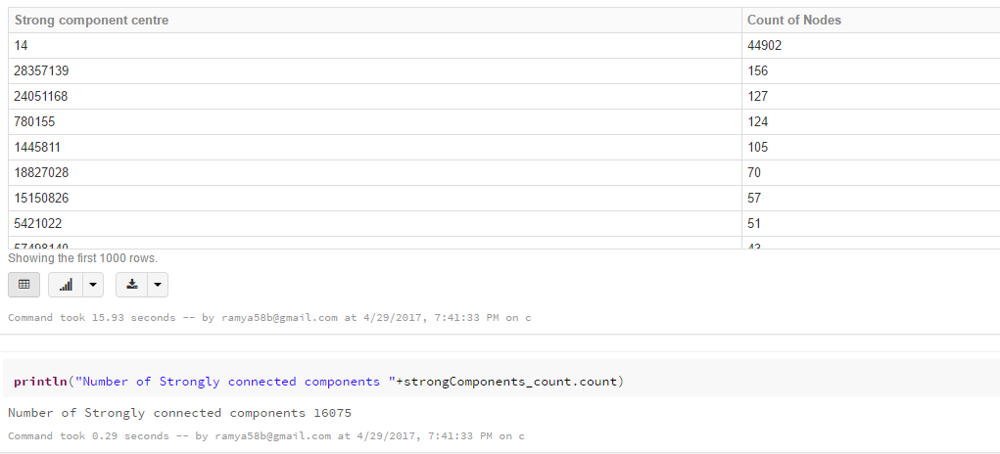 Strong component centre Count of Nodes
14 44902
28357139 156
24051168 127
780155 124
1445811 105
18827028 70
15150826 57
5421022 51
57498140 43
Showing the first 1000 rows.
Command took 15.93 seconds -- by ramya58b@gmail.com at 4/29/2017, 7:41:33 PM on c
println("Number of Strongly connected components "+strongComponents_count.count)
Number of Strongly connected components 16075
Command took 0.29 seconds -- by ramya58b@gmail.com at 4/29/2017, 7:41:33 PM on c